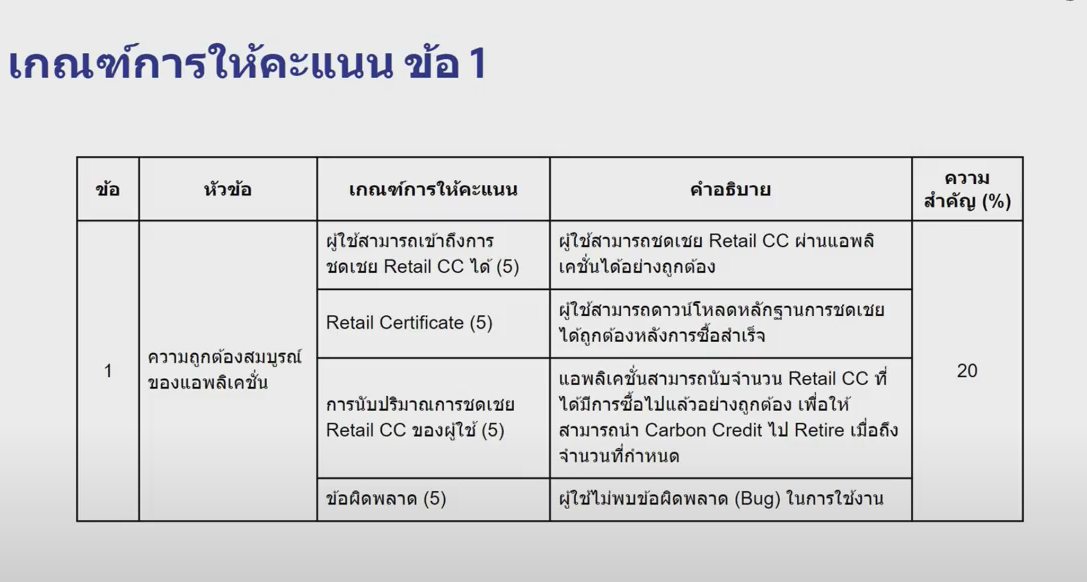 เกณฑ์การให้คะแนน ข้อ 1
ข้อ
หัวข้อ
เกณฑ์การให้คะแนน
คำอธิบาย
ความ
สำคัญ (%)
1
ความถูกต้องสมบูรณ์
ของแอพลิเคชั่น
ผู้ใช้สามารถเข้าถึงการ
ชดเชย Retail CC ได้ (5)
ผู้ใช้สามารถชดเชย Retail CC ผ่านแอพลิ
เคชั่นได้อย่างถูกต้อง
Retail Certificate (5)
ผู้ใช้สามารถดาวน์โหลดหลักฐานการชดเชย
ได้ถูกต้องหลังการซื้อสำเร็จ
การนับปริมาณการชดเชย
Retail CC ของผู้ใช้ (5)
แอพลิเคชั่นสามารถนับจำนวน Retail CC ที่
ได้มีการซื้อไปแล้วอย่างถูกต้อง เพื่อให้
สามารถนำ Carbon Credit ไป Retire เมื่อถึง
จำนวนที่กำหนด
ข้อผิดพลาด (5)
ผู้ใช้ไม่พบข้อผิดพลาด (Bug) ในการใช้งาน
20